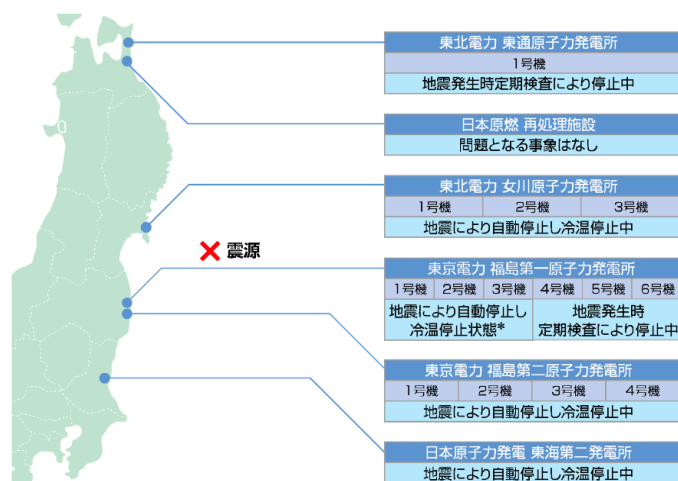 東北電力 東通原子力発電所
1号機
地震発生時定期検査により停止中
日本原燃 再処理施設
問題となる事象はなし
東北電力 女川原子力発電所
1号機 2号機 3号機
地震により自動停止し冷温停止中
震源
東京電力 福島第一原子力発電所
1号機 2号機 3号機 4号機 5号機 6号機
地震により自動停止し 地震発生時
冷温停止状態* 定期検査により停止中
東京電力 福島第二原子力発電所
1号機 2号機 3号機 4号機
地震により自動停止し冷温停止中
日本原子力発電 東海第二発電所
地震により自動停止し冷温停止中